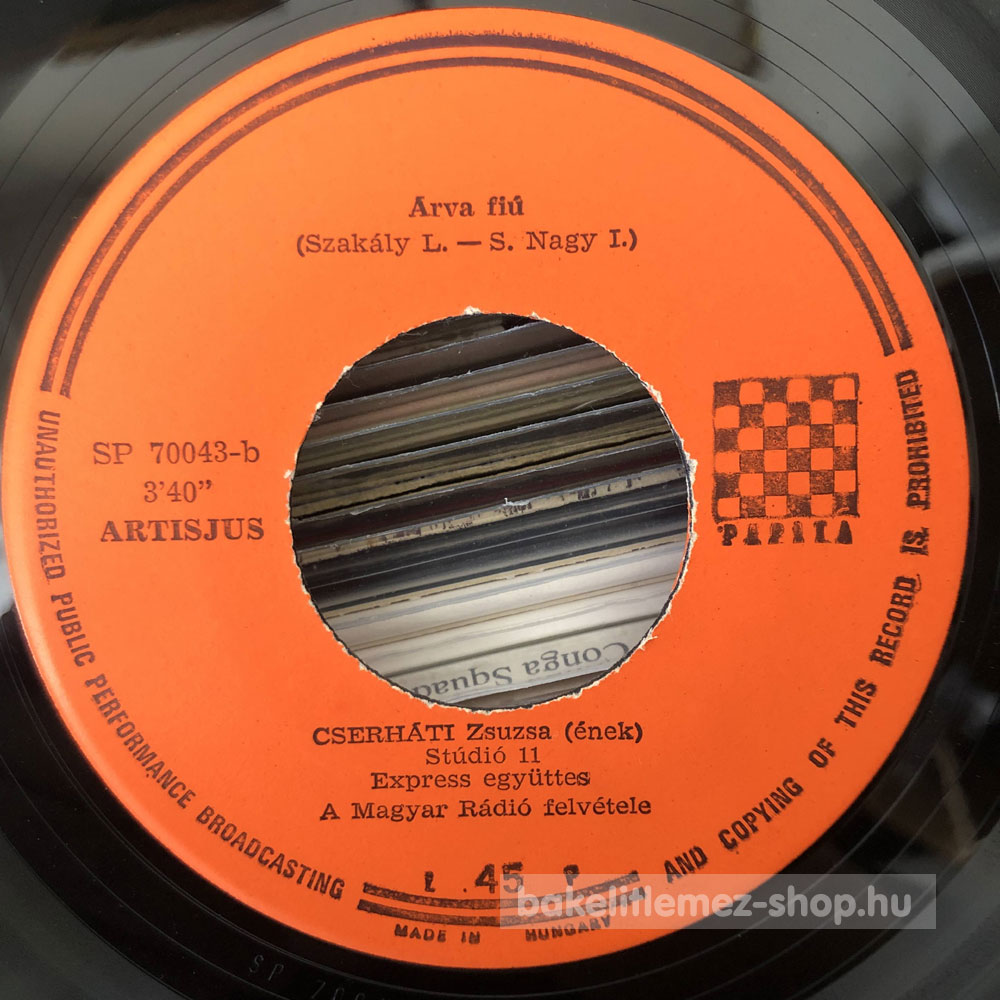 Árva fiú
(Szakály L. — S. Nagy I.)
SP 70043-b
3'40"
ARTISJUS
PAPRIKA
CSERHÁTI Zsuzsa (ének)
Stúdió 11
Express együttes
A Magyar Rádió felvétele
45
MADE IN HUNGARY
UNAUTHORIZED PUBLIC PERFORMANCE BROADCASTING AND COPYING OF THIS RECORD IS PROHIBITED
Conga Squad
bakelitlemez-shop.hu
SP